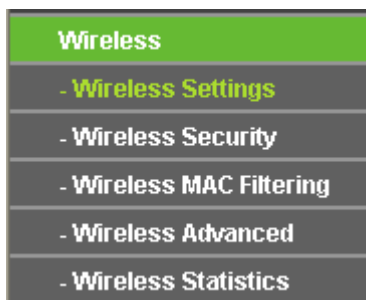 Wireless
- Wireless Settings
- Wireless Security
- Wireless MAC Filtering
- Wireless Advanced
- Wireless Statistics